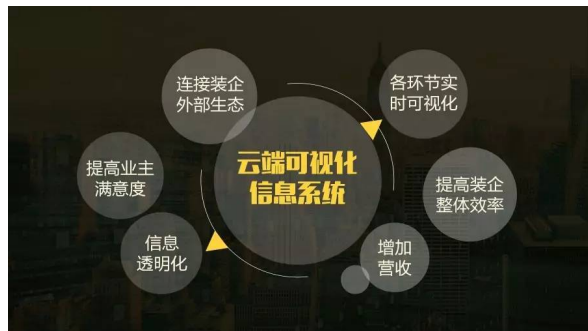 连接装企
外部生态
各环节实
时可视化
云端可视化
信息系统
提高业主
满意度
提高装企
整体效率
信息
透明化
增加
营收